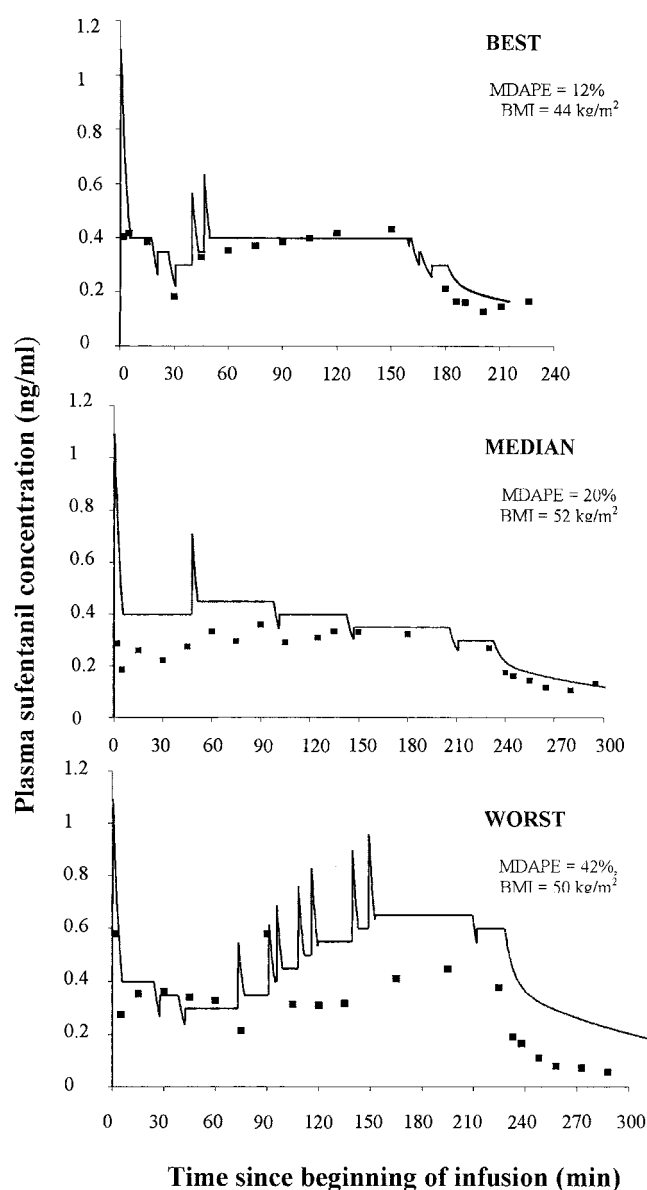 Plasma sufentanil concentration (ng/ml)
BEST
MDAPE = 12%
BMI = 44 kg/m²
1.2
1
0.8
0.6
0.4
0.2
0
0 30 60 90 120 150 180 210 240
MEDIAN
MDAPE = 20%
BMI = 52 kg/m²
1.2
1
0.8
0.6
0.4
0.2
0
0 30 60 90 120 150 180 210 240 270 300
WORST
MDAPE = 42%,
BMI = 50 kg/m²
1.2
1
0.8
0.6
0.4
0.2
0
0 30 60 90 120 150 180 210 240 270 300
Time since beginning of infusion (min)